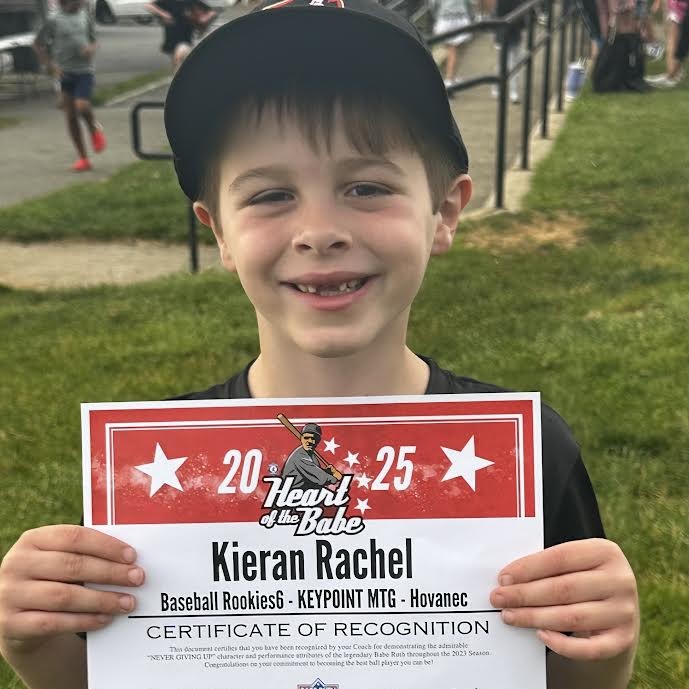 2025
Heart
of the Babe
Kieran Rachel
Baseball Rookies6 - KEYPOINT MTG - Hovanec
CERTIFICATE OF RECOGNITION
This document certifies that you have been recognized by your Coach for demonstrating the admirable
"NEVER GIVING UP" character and performance attributes of the legendary Babe Ruth throughout the 2023 Season.
Congratulations on your commitment to becoming the best ball player you can be!